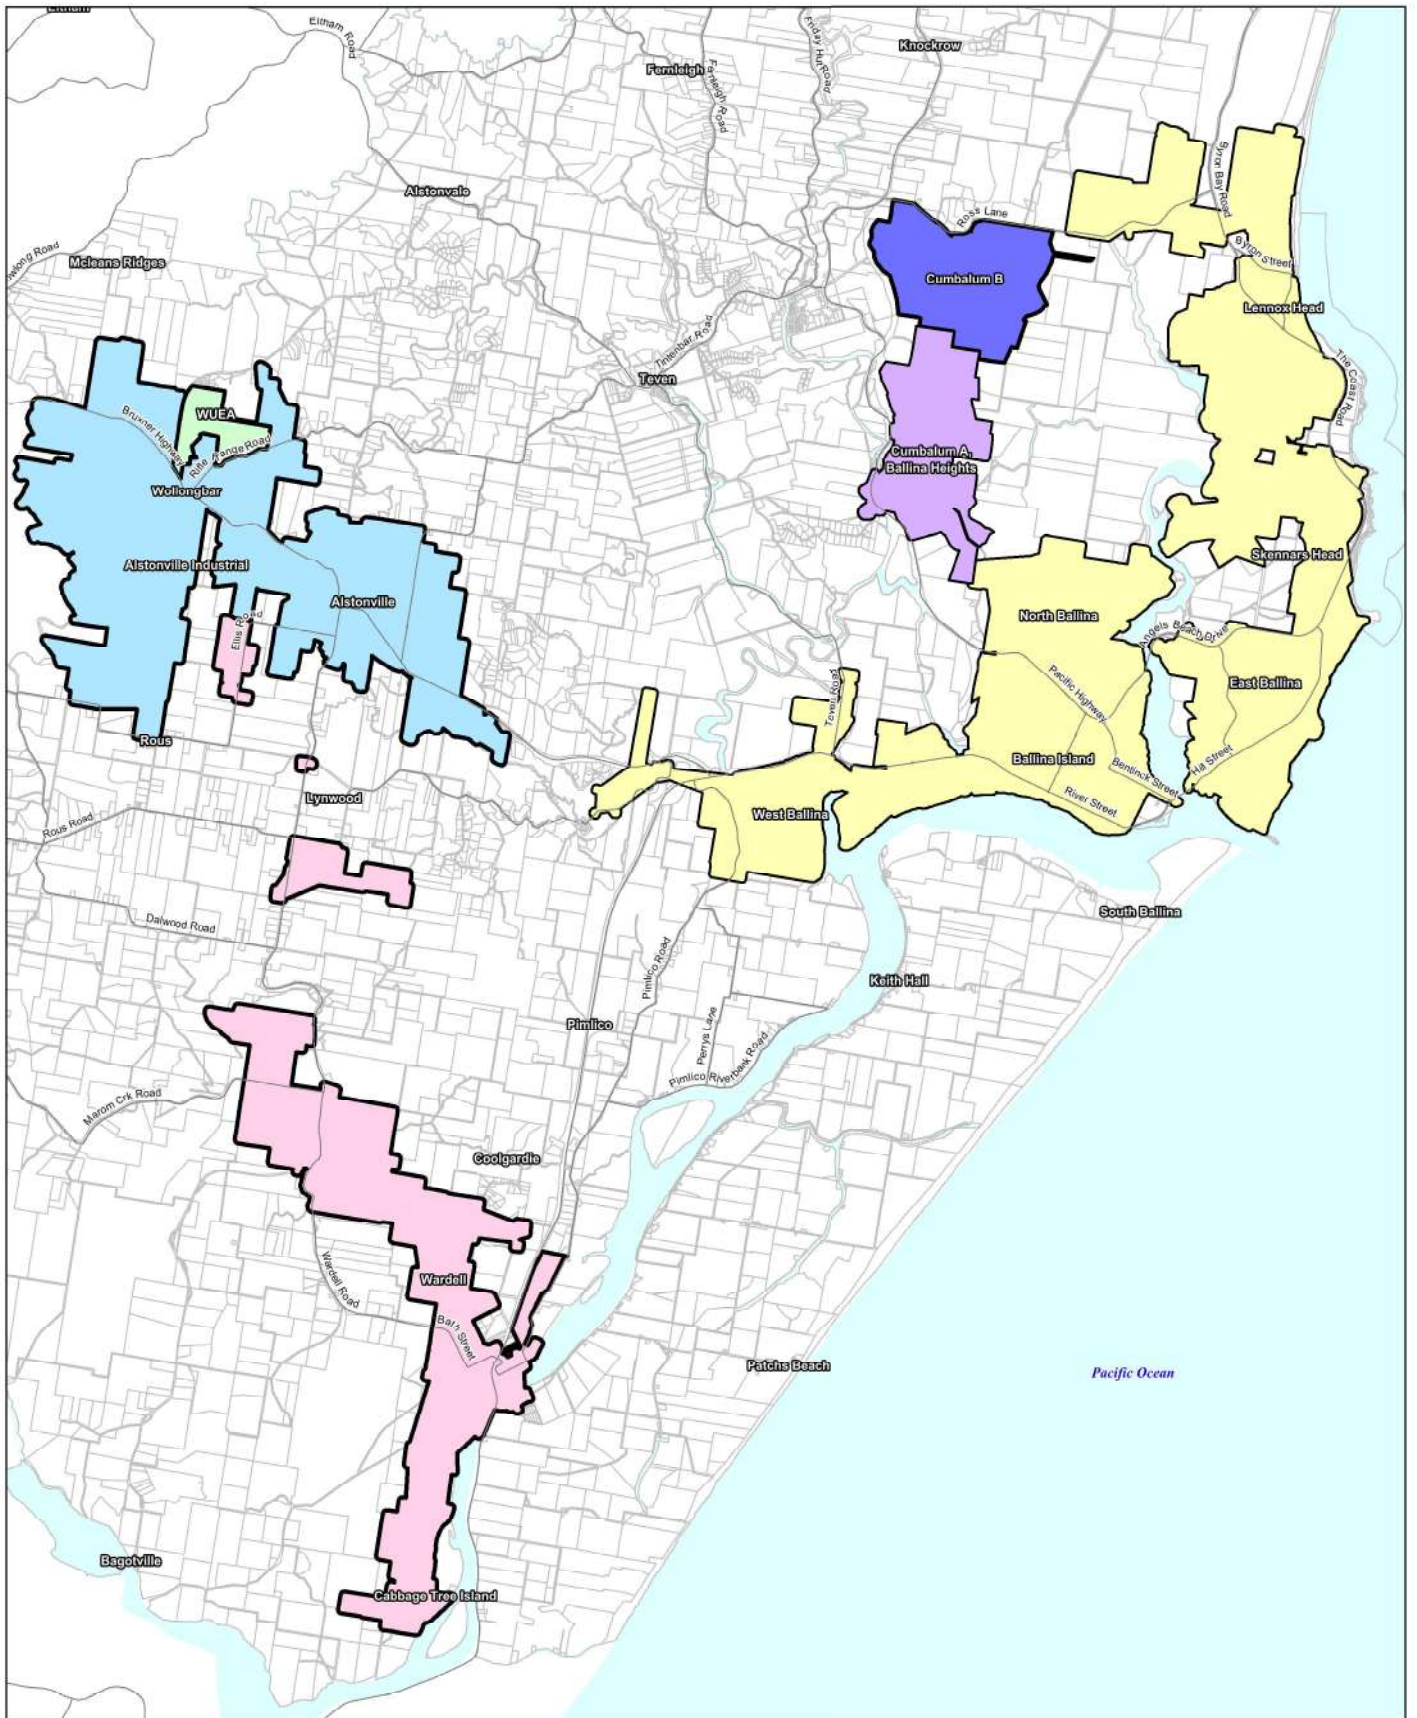 Eltham
Eltham Road
Friday Hut Road
Knockrow
Fernleigh
Fernleigh Road
Byron Bay Road
Alstonvale
Ross Lane
Mcleans Ridges
Byron Street
Cumbalum B
Lennox Head
Tintenbar Road
The Coast Road
Teven
WUEA
Bruxner Highway
Rifle Range Road
Cumbalum A,
Ballina Heights
Wollongbar
Skennars Head
Alstonville Industrial
Alstonville
North Ballina
Ellis Road
Angels Beach Drive
Pacific Highway
East Ballina
Teven Road
Rous
Ballina Island
Bentinck Street
Lynwood
River Street
West Ballina
Rous Road
South Ballina
Dalwood Road
Pimlico Road
Keith Hall
Pimlico
Perrys Lane
Pimlico Riverbank Road
Marom Crk Road
Coolgardie
Wardell Road
Wardell
Street
Patchs Beach
Pacific Ocean
Bagotville
Cabbage Tree Island